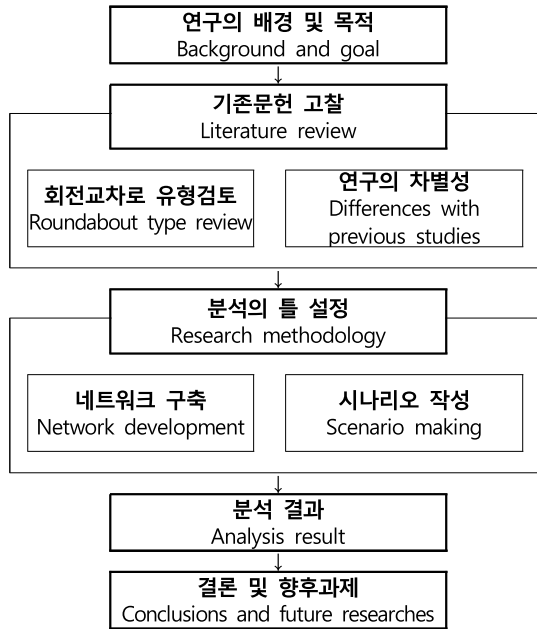 연구의 배경 및 목적
Background and goal
↓
기존문헌 고찰
Literature review
회전교차로 유형검토
Roundabout type review
연구의 차별성
Differences with
previous studies
↓
분석의 틀 설정
Research methodology
네트워크 구축
Network development
시나리오 작성
Scenario making
↓
분석 결과
Analysis result
↓
결론 및 향후과제
Conclusions and future researches